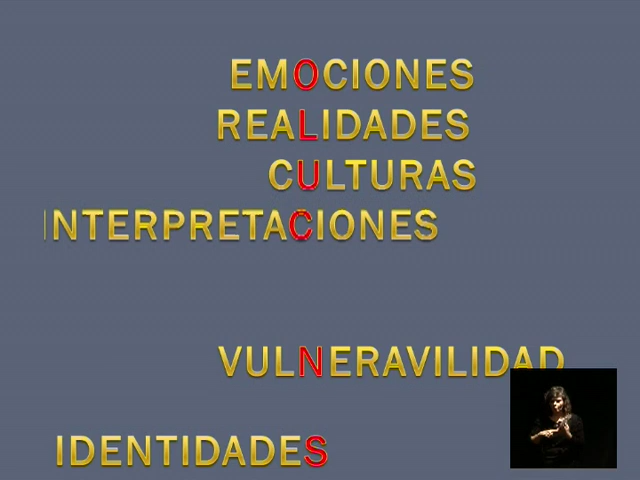 EMOCIONES
REALIDADES
CULTURAS
INTERPRETACIONES
VULNERAVILIDAD
IDENTIDADES